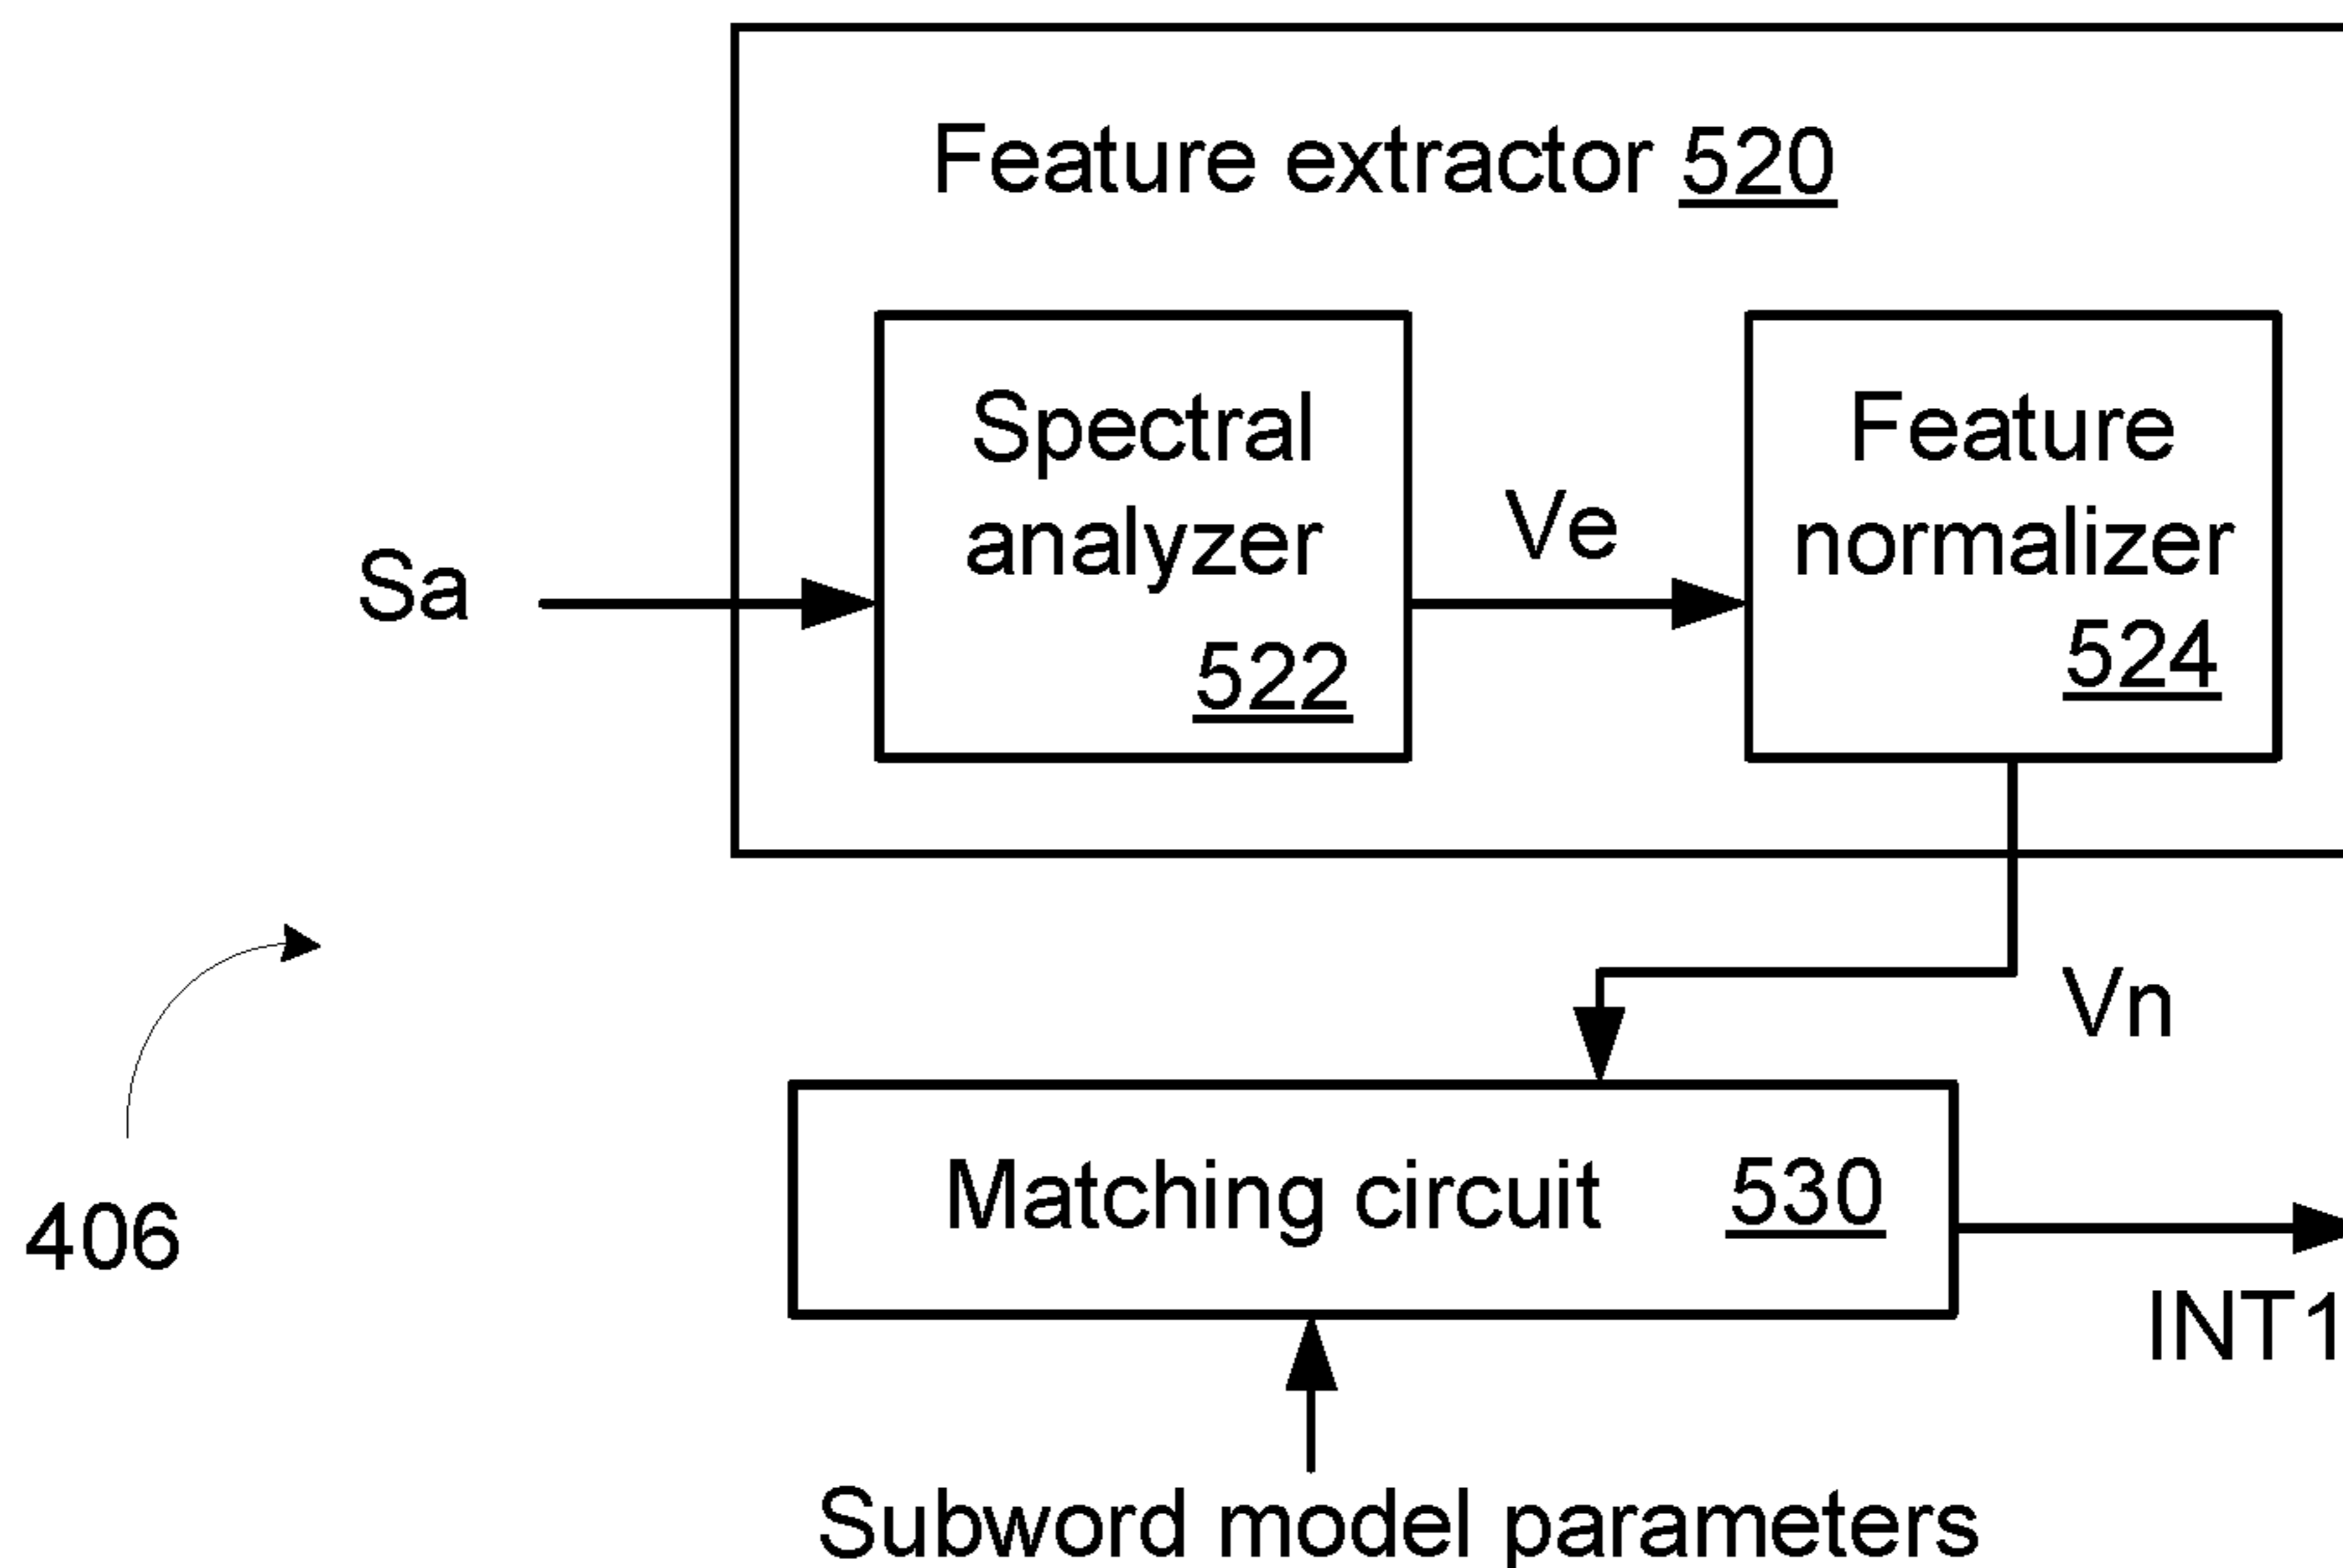 Feature extractor 520
Spectral
analyzer
522
Ve
Feature
normalizer
524
Sa
Vn
406
Matching circuit 530
INT1
Subword model parameters